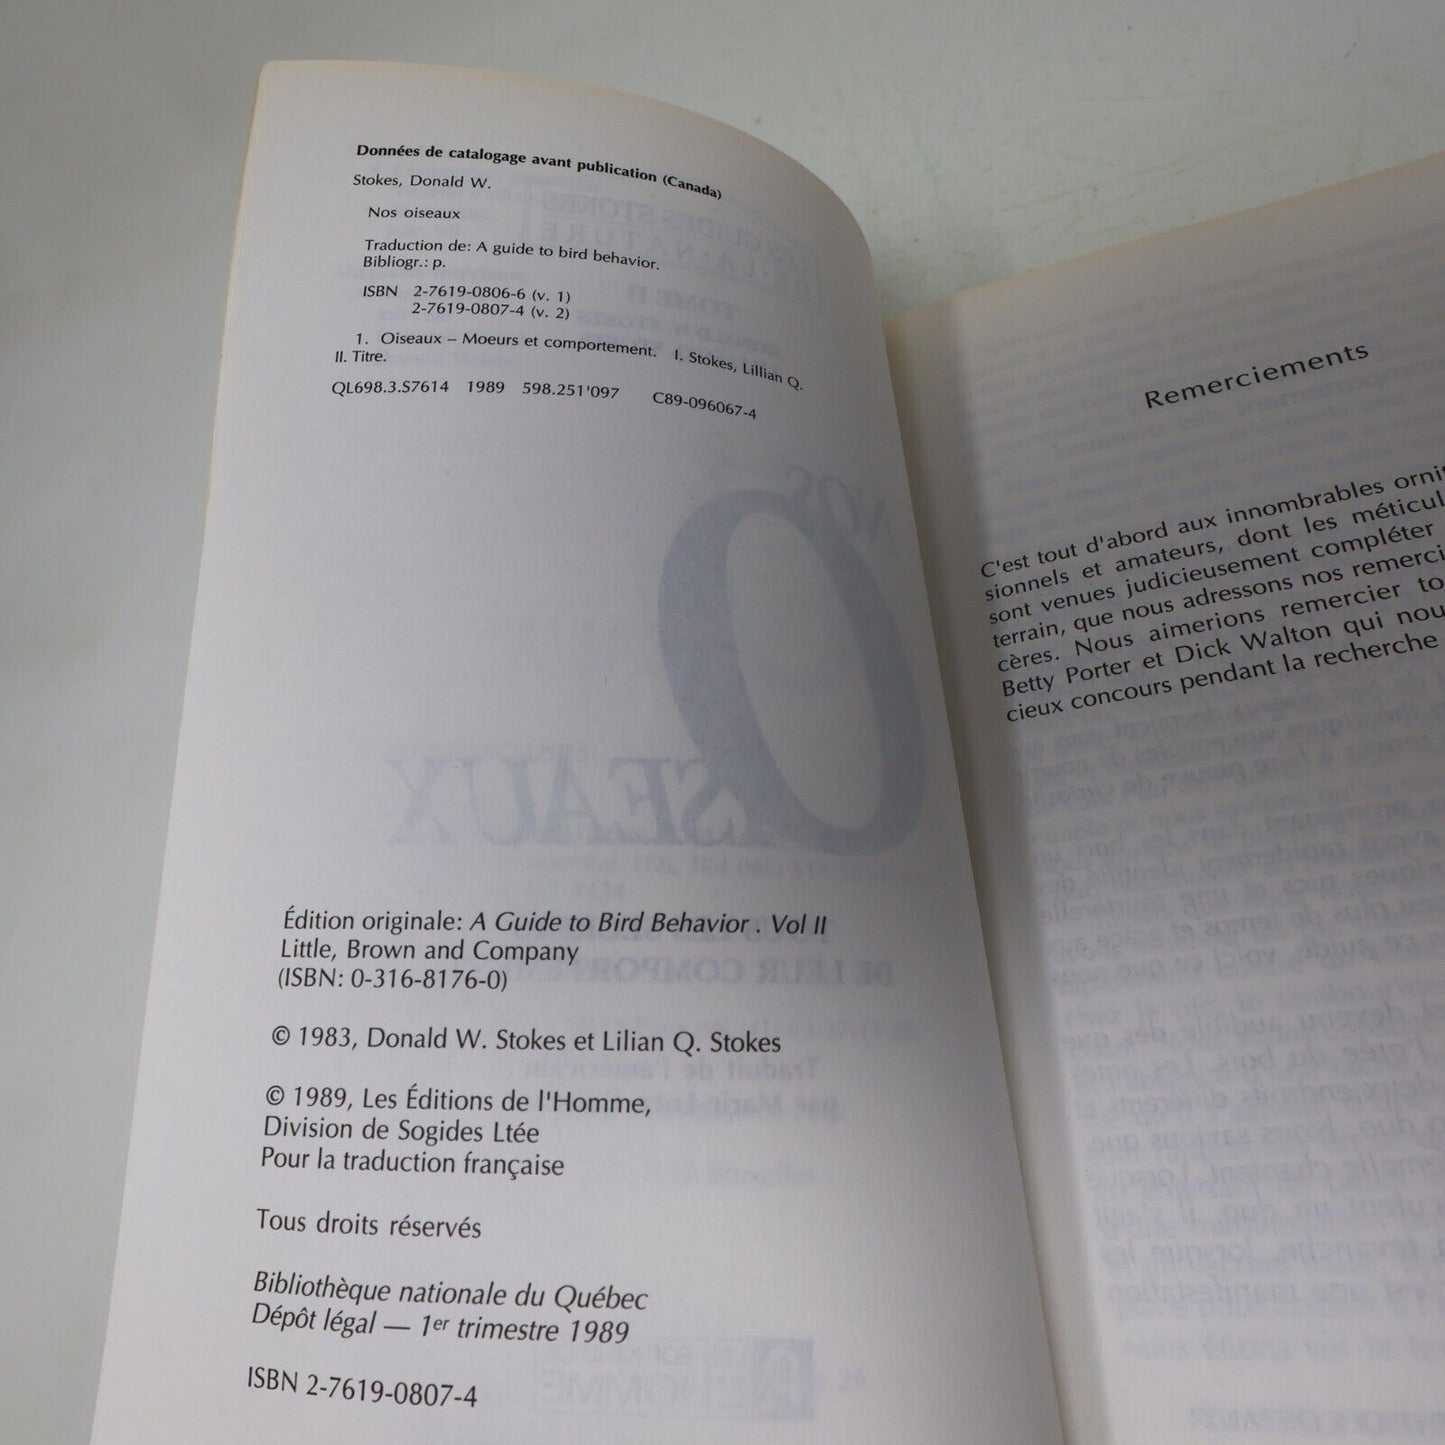 Données de catalogage avant publication (Canada)
Stokes, Donald W.
Nos oiseaux
Traduction de: A guide to bird behavior.
Bibliogr.: p.
ISBN 2-7619-0806-6 (v. 1)
2-7619-0807-4 (v. 2)
1. Oiseaux – Moeurs et comportement. I. Stokes, Lillian Q.
II. Titre.
QL698.3.S7614 1989 598.251'097 C89-096067-4
Édition originale: A Guide to Bird Behavior . Vol II
Little, Brown and Company
(ISBN: 0-316-8176-0)
© 1983, Donald W. Stokes et Lilian Q. Stokes
© 1989, Les Éditions de l'Homme,
Division de Sogides Ltée
Pour la traduction française
Tous droits réservés
Bibliothèque nationale du Québec
Dépôt légal — 1er trimestre 1989
ISBN 2-7619-0807-4
Remerciements
C'est tout d'abord aux innombrables ornit
sionnels et amateurs, dont les méticul
sont venues judicieusement compléter
terrain, que nous adressons nos remerci
cères. Nous aimerions remercier to
Betty Porter et Dick Walton qui nou
cieux concours pendant la recherche